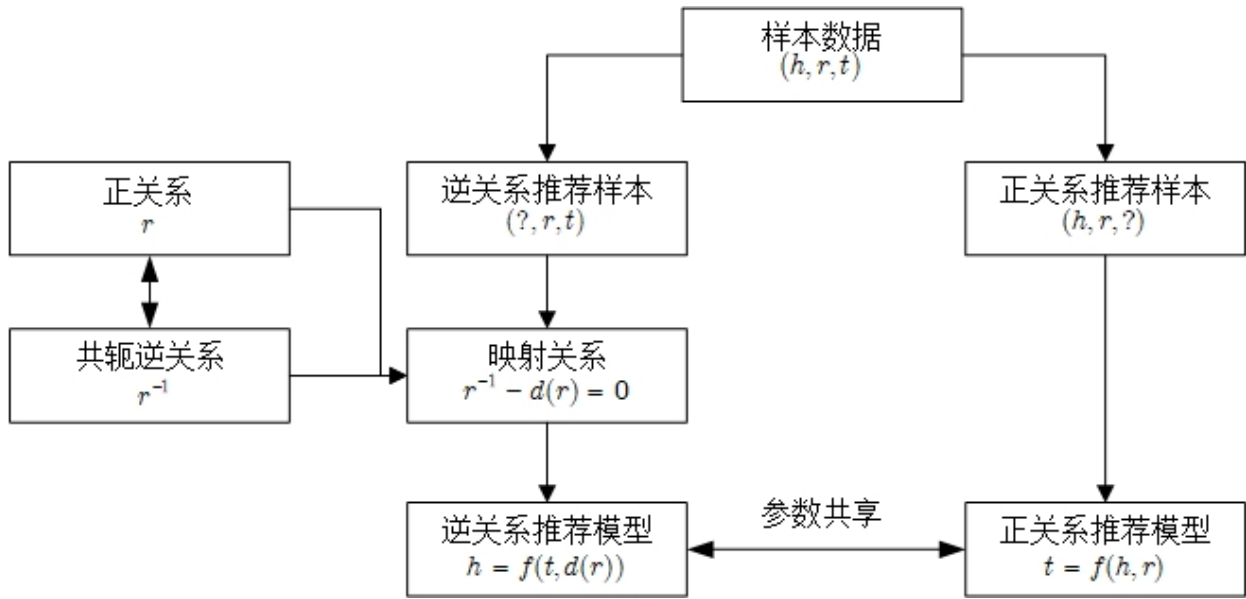 样本数据
(h, r, t)
正关系
r
逆关系推荐样本
(?, r, t)
正关系推荐样本
(h, r, ?)
共轭逆关系
r⁻¹
映射关系
r⁻¹ − d(r) = 0
逆关系推荐模型
h = f(t, d(r))
参数共享
正关系推荐模型
t = f(h, r)